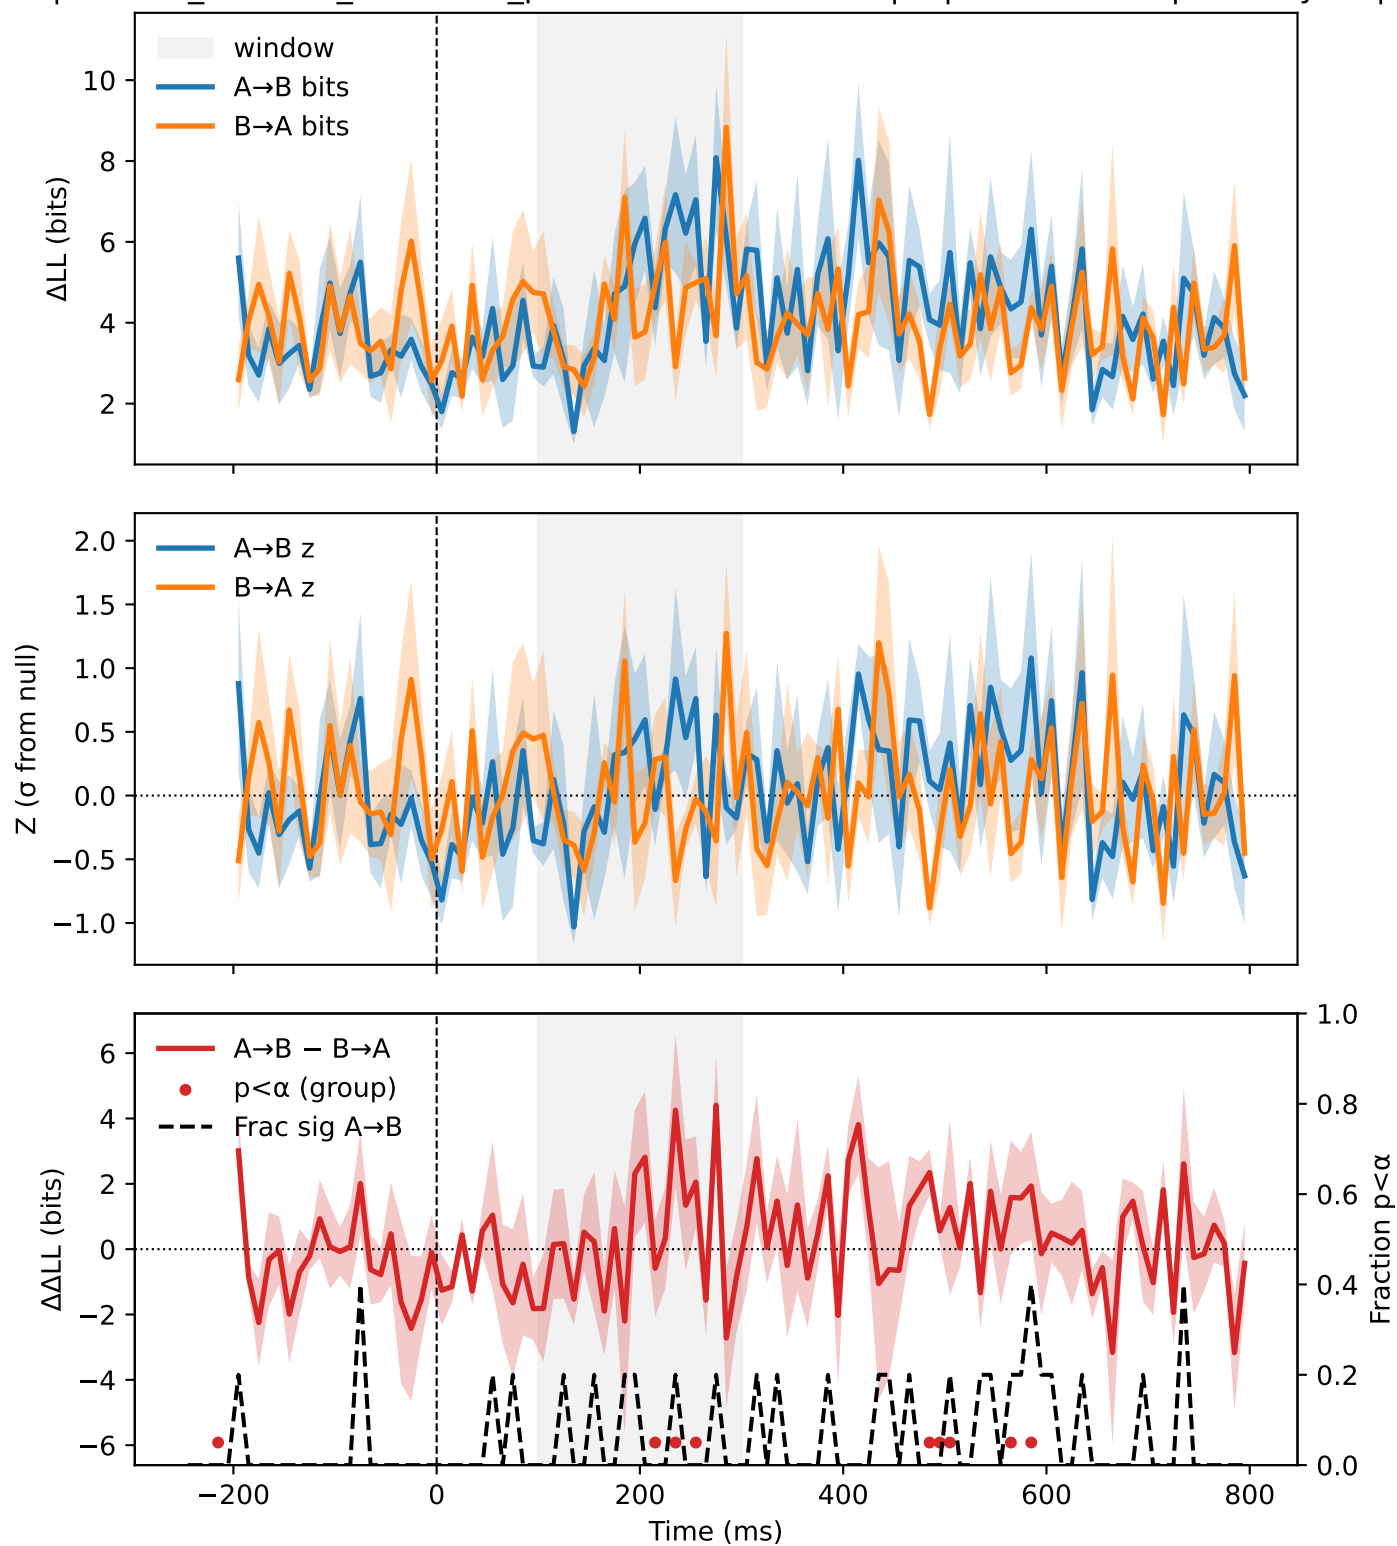 window
A→B bits
B→A bits
ΔLL (bits)
10
8
6
4
2
A→B z
B→A z
Z (σ from null)
2.0
1.5
1.0
0.5
0.0
−0.5
−1.0
A→B − B→A
p<α (group)
Frac sig A→B
ΔΔLL (bits)
6
4
2
0
−2
−4
−6
1.0
0.8
0.6
0.4
0.2
0.0
Fraction p<α
−200
0
200
400
600
800
Time (ms)